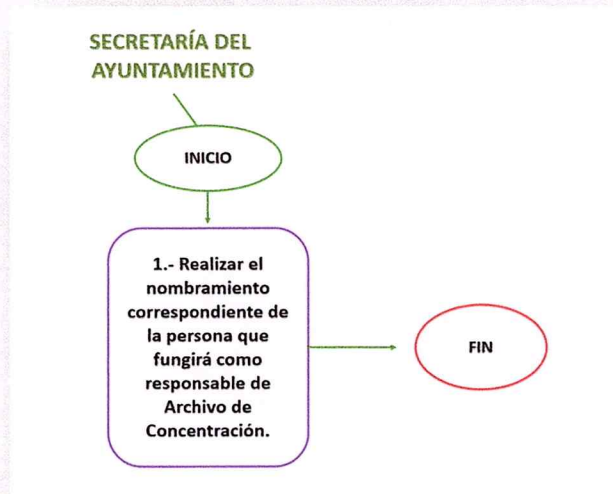 SECRETARÍA DEL
AYUNTAMIENTO
INICIO
1.- Realizar el
nombramiento
correspondiente de
la persona que
fungirá como
responsable de
Archivo de
Concentración.
FIN